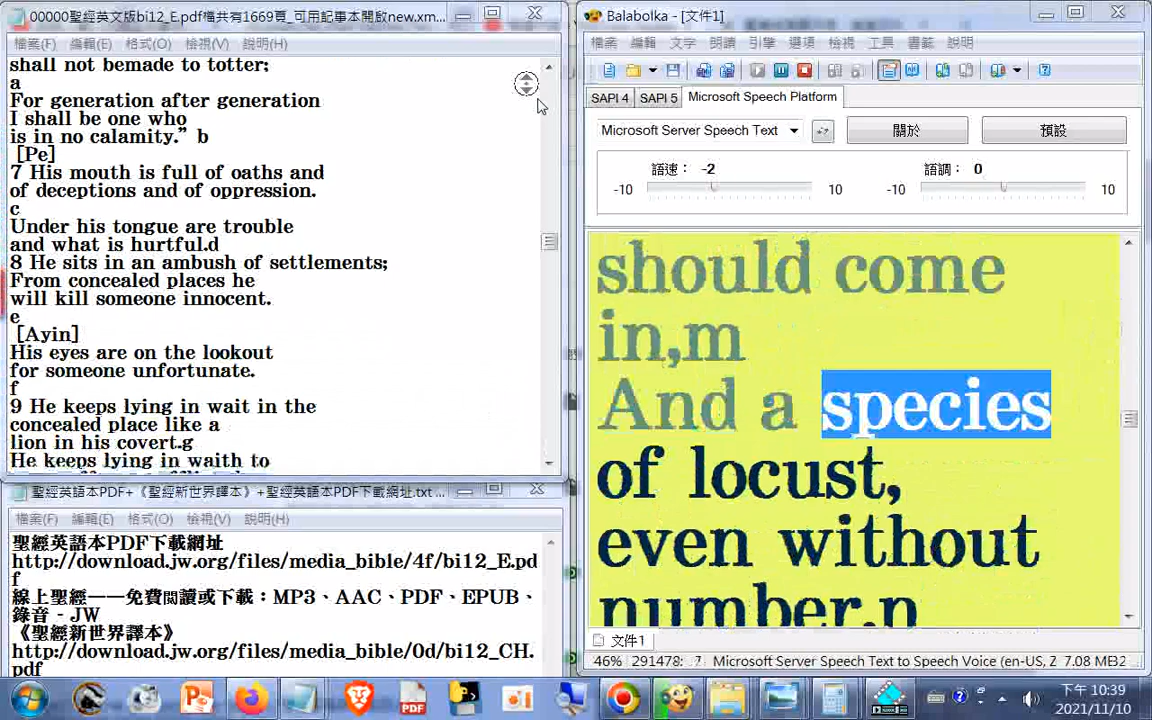 00000聖經英文版bi12_E.pdf檔共有1669頁_可用記事本開啟new.xm...
檔案(F) 編輯(E) 格式(O) 檢視(V) 說明(H)
shall not bemade to totter;
a
For generation after generation
I shall be one who
is in no calamity.” b
[Pe]
7 His mouth is full of oaths and
of deceptions and of oppression.
c
Under his tongue are trouble
and what is hurtful.d
8 He sits in an ambush of settlements;
From concealed places he
will kill someone innocent.
e
[Ayin]
His eyes are on the lookout
for someone unfortunate.
f
9 He keeps lying in wait in the
concealed place like a
lion in his covert.g
He keeps lying in waith to
聖經英語本PDF+《聖經新世界譯本》+聖經英語本PDF下載網址.txt ...
檔案(F) 編輯(E) 格式(O) 檢視(V) 說明(H)
聖經英語本PDF下載網址
http://download.jw.org/files/media_bible/4f/bi12_E.pd
f
線上聖經──免費閱讀或下載：MP3、AAC、PDF、EPUB、
錄音 - JW
《聖經新世界譯本》
http://download.jw.org/files/media_bible/0d/bi12_CH.
pdf
Balabolka - [文件1]
檔案 編輯 文字 朗讀 引擎 選項 檢視 工具 書籤 說明
SAPI 4 SAPI 5 Microsoft Speech Platform
Microsoft Server Speech Text 關於 預設
語速： -2 語調： 0
-10 10 -10 10
should come
in,m
And a species
of locust,
even without
number.n
文件1
46% 291478: 7 Microsoft Server Speech Text to Speech Voice (en-US, Z 7.08 MB
下午 10:39
2021/11/10